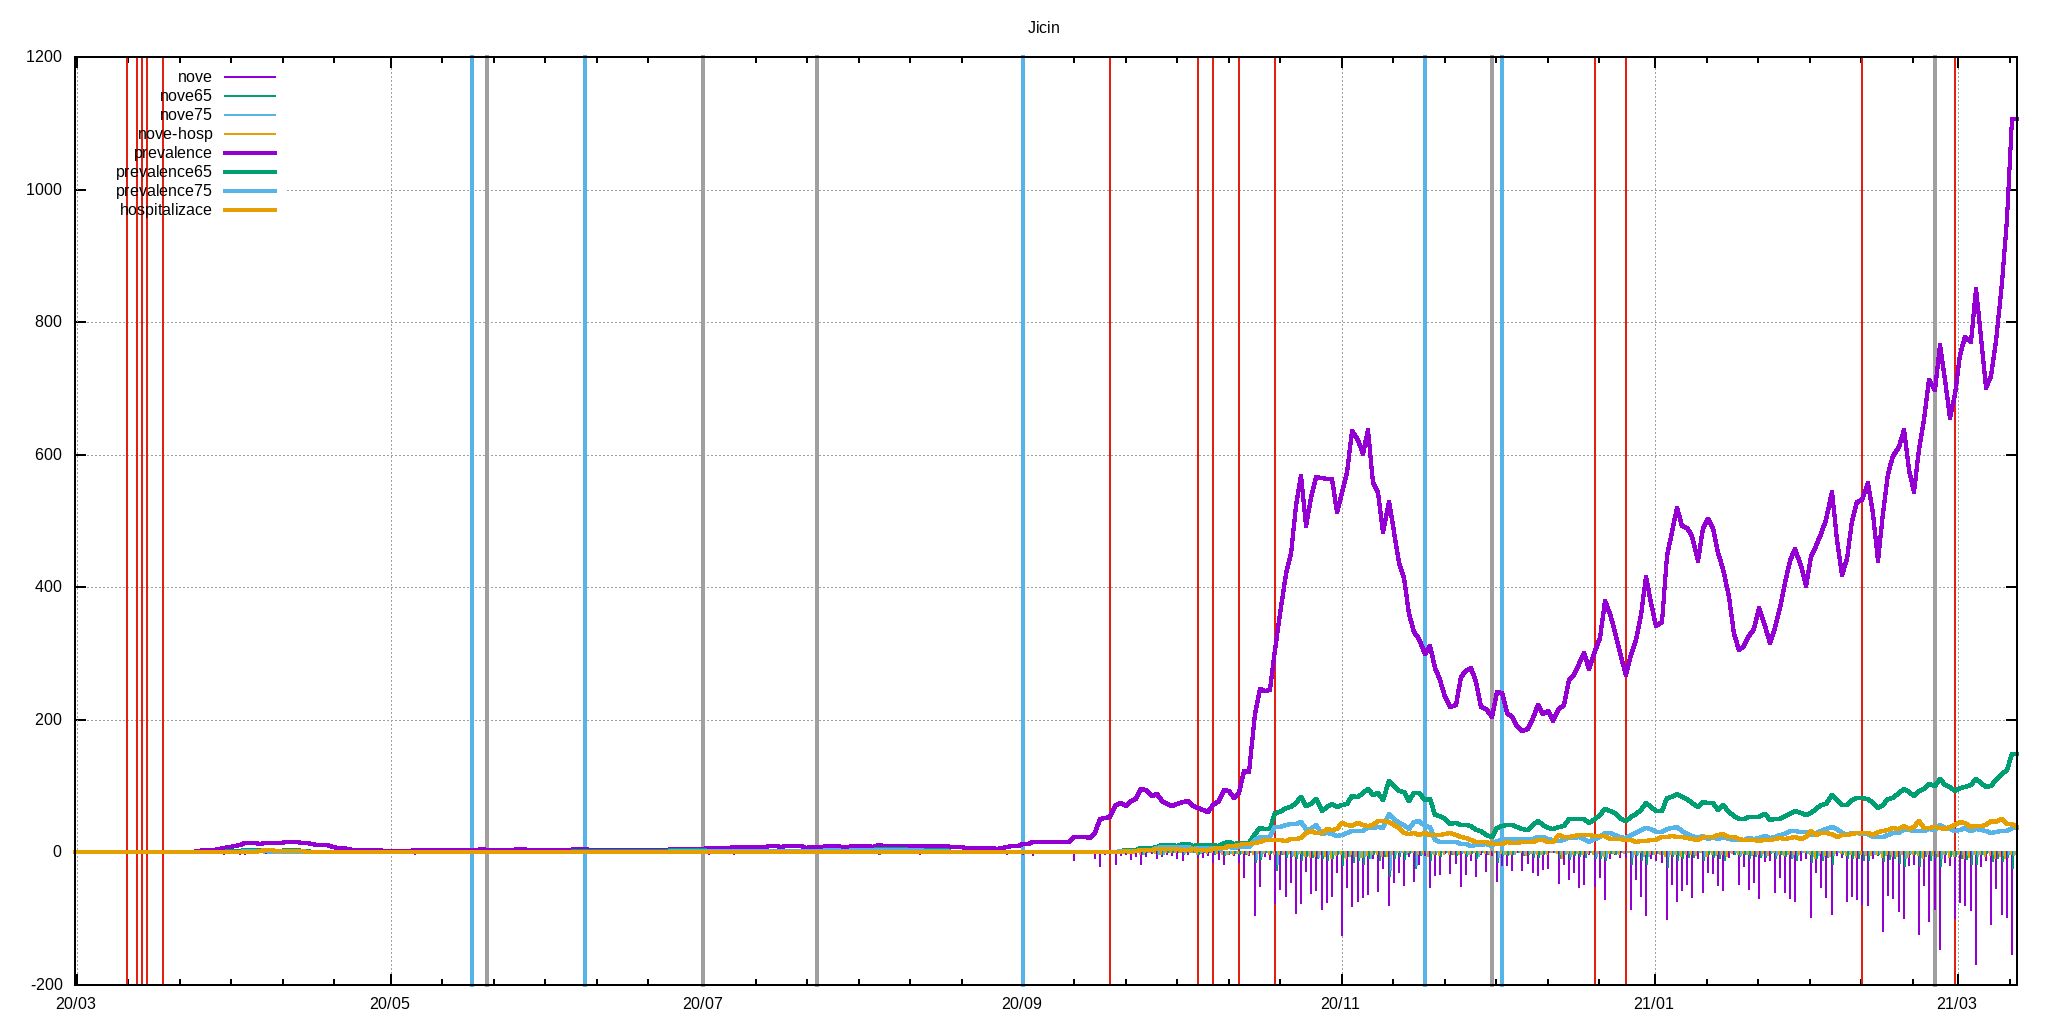 Jicin
1200
1000
800
600
400
200
0
-200
nove
nove65
nove75
nove-hosp
prevalence
prevalence65
prevalence75
hospitalizace
20/03 20/05 20/07 20/09 20/11 21/01 21/03